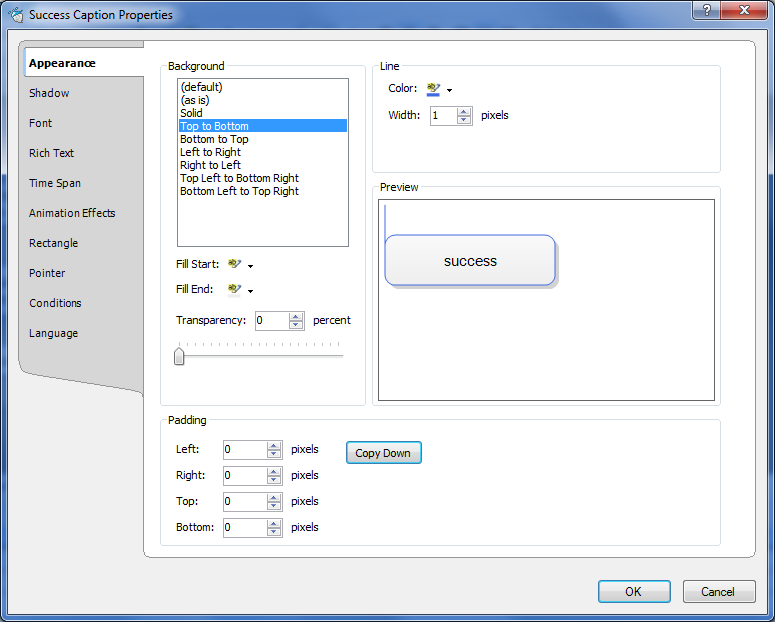 Success Caption Properties
?
Appearance
Shadow
Font
Rich Text
Time Span
Animation Effects
Rectangle
Pointer
Conditions
Language
Background
(default)
(as is)
Solid
Top to Bottom
Bottom to Top
Left to Right
Right to Left
Top Left to Bottom Right
Bottom Left to Top Right
Fill Start:
Fill End:
Transparency: 0 percent
Line
Color:
Width: 1 pixels
Preview
success
Padding
Left: 0 pixels Copy Down
Right: 0 pixels
Top: 0 pixels
Bottom: 0 pixels
OK Cancel